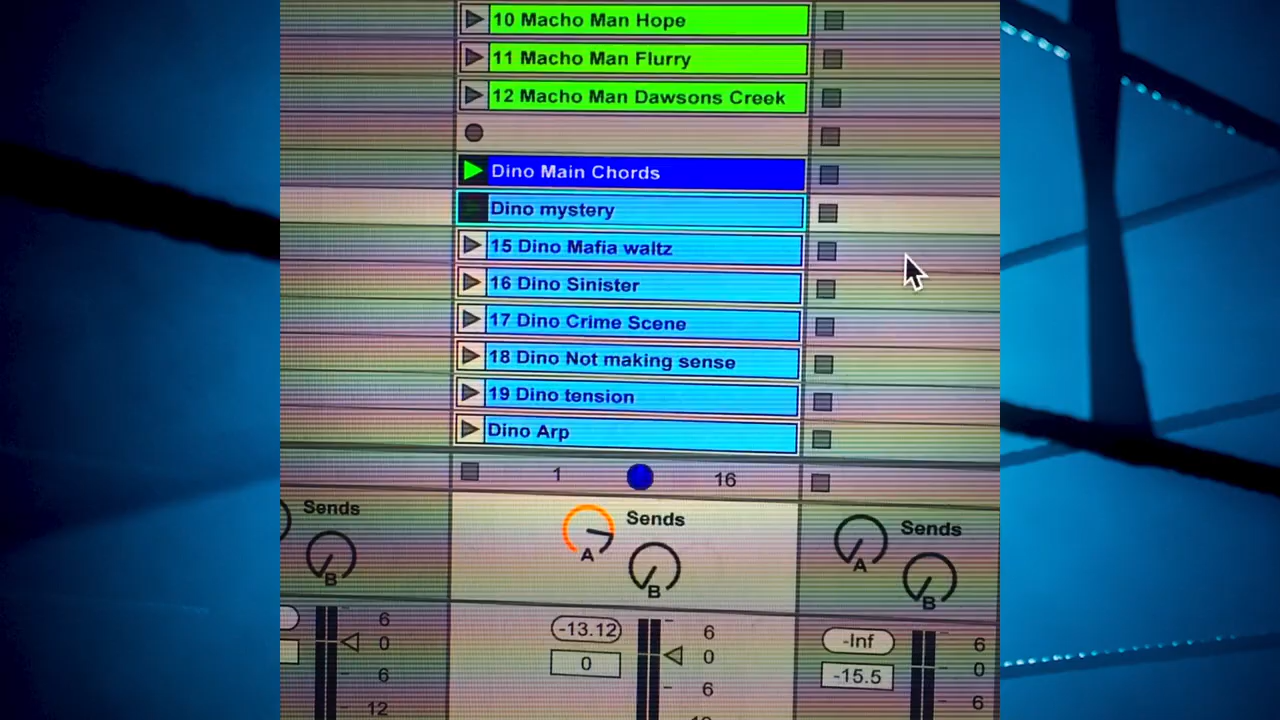 10 Macho Man Hope
11 Macho Man Flurry
12 Macho Man Dawsons Creek
Dino Main Chords
Dino mystery
15 Dino Mafia waltz
16 Dino Sinister
17 Dino Crime Scene
18 Dino Not making sense
19 Dino tension
Dino Arp
1 16
Sends Sends Sends
A A
B B B
-13.12 -Inf
0 -15.5
6 6 6
0 0 0
6 6 6
12